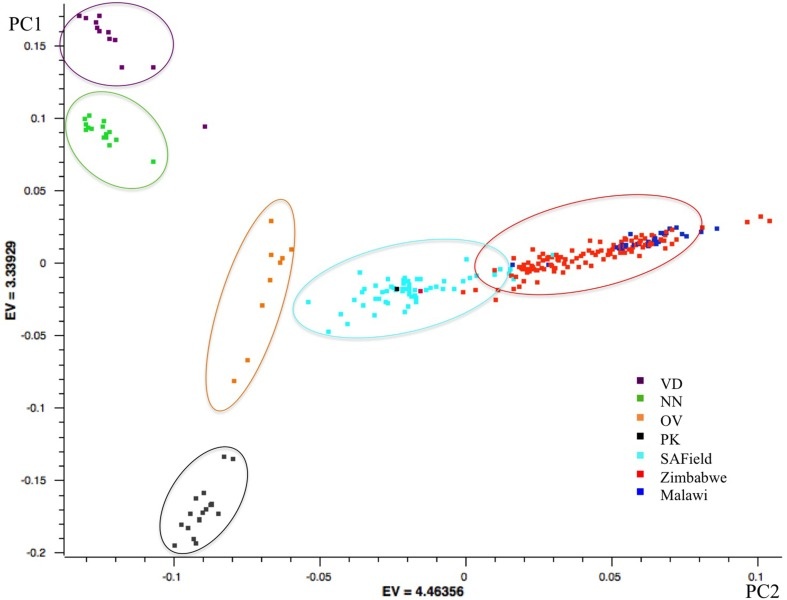 PC1
0.15
0.1
0.05
0
-0.05
-0.1
-0.15
-0.2
EV = 3.33929
VD
NN
OV
PK
SAField
Zimbabwe
Malawi
-0.1
-0.05
0
0.05
0.1
EV = 4.46356
PC2